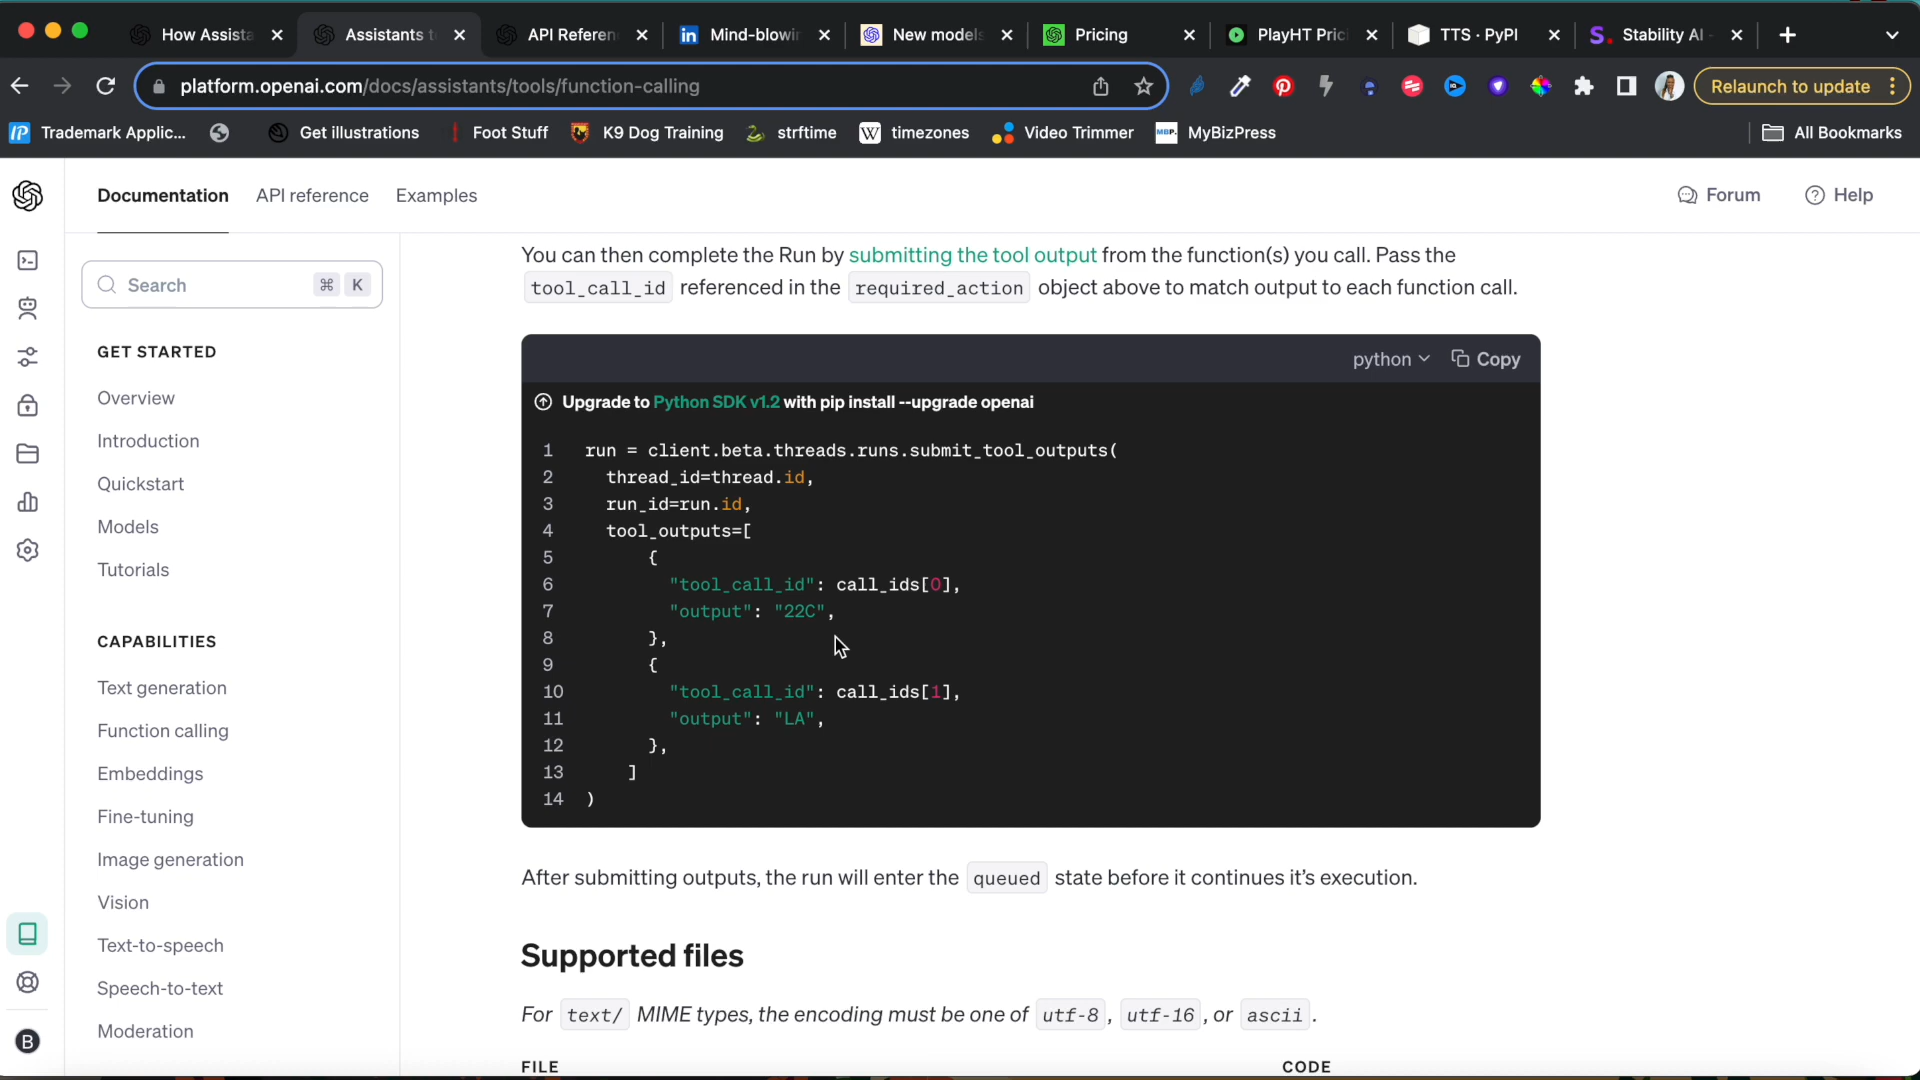 How Assista
Assistants t
API Referen
Mind-blowin
New models
Pricing
PlayHT Pric
TTS · PyPI
Stability AI -
platform.openai.com/docs/assistants/tools/function-calling
Relaunch to update
Trademark Applic...
Get illustrations
Foot Stuff
K9 Dog Training
strftime
W timezones
Video Trimmer
MBP. MyBizPress
All Bookmarks
Documentation
API reference
Examples
Forum
Help
Search
⌘ K
GET STARTED
Overview
Introduction
Quickstart
Models
Tutorials
CAPABILITIES
Text generation
Function calling
Embeddings
Fine-tuning
Image generation
Vision
Text-to-speech
Speech-to-text
Moderation
B
You can then complete the Run by submitting the tool output from the function(s) you call. Pass the
tool_call_id referenced in the required_action object above to match output to each function call.
python
Copy
Upgrade to Python SDK v1.2 with pip install --upgrade openai
1 run = client.beta.threads.runs.submit_tool_outputs(
2 thread_id=thread.id,
3 run_id=run.id,
4 tool_outputs=[
5 {
6 "tool_call_id": call_ids[0],
7 "output": "22C",
8 },
9 {
10 "tool_call_id": call_ids[1],
11 "output": "LA",
12 },
13 ]
14 )
After submitting outputs, the run will enter the queued state before it continues it’s execution.
Supported files
For text/ MIME types, the encoding must be one of utf-8 , utf-16 , or ascii .
FILE
CODE